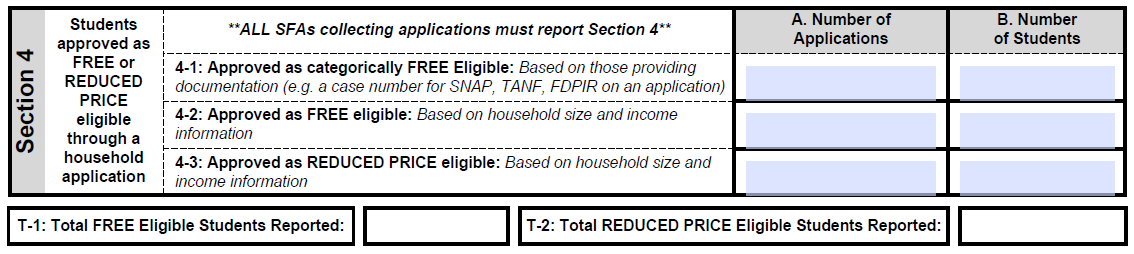 Section 4
Students
approved as
FREE or
REDUCED
PRICE
eligible
through a
household
application
**ALL SFAs collecting applications must report Section 4**
A. Number of
Applications
B. Number
of Students
4-1: Approved as categorically FREE Eligible: Based on those providing
documentation (e.g. a case number for SNAP, TANF, FDPIR on an application)
4-2: Approved as FREE eligible: Based on household size and income
information
4-3: Approved as REDUCED PRICE eligible: Based on household size and
income information
T-1: Total FREE Eligible Students Reported:
T-2: Total REDUCED PRICE Eligible Students Reported: